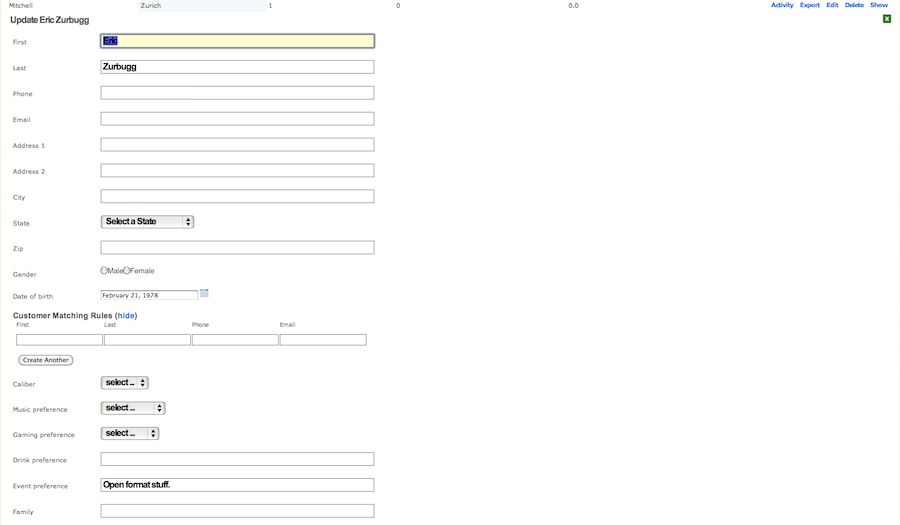 Mitchell Zurich 1 0 0.0 Activity Export Edit Delete Show
Update Eric Zurbugg
First Eric
Last Zurbugg
Phone
Email
Address 1
Address 2
City
State Select a State
Zip
Gender Male Female
Date of birth February 21, 1978
Customer Matching Rules (hide)
First Last Phone Email
Create Another
Caliber select ...
Music preference select ...
Gaming preference select ...
Drink preference
Event preference Open format stuff.
Family